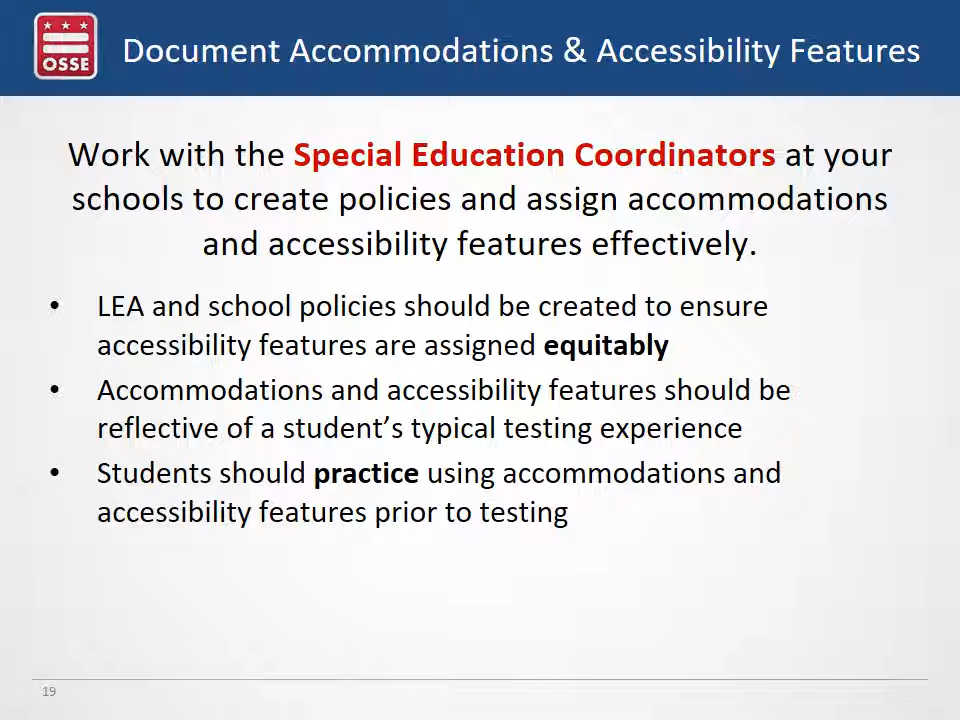 OSSE
Document Accommodations & Accessibility Features
Work with the Special Education Coordinators at your
schools to create policies and assign accommodations
and accessibility features effectively.
• LEA and school policies should be created to ensure
accessibility features are assigned equitably
• Accommodations and accessibility features should be
reflective of a student’s typical testing experience
• Students should practice using accommodations and
accessibility features prior to testing
19